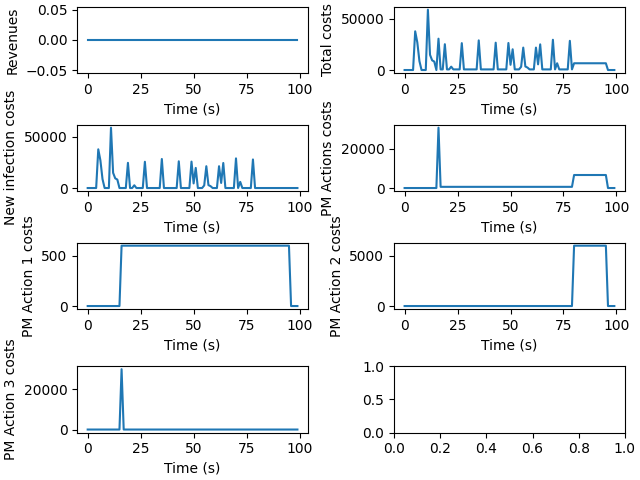 Revenues
0.05
0.00
−0.05
0 25 50 75 100
Time (s)
Total costs
50000
0
0 25 50 75 100
Time (s)
New infection costs
50000
0
0 25 50 75 100
Time (s)
PM Actions costs
20000
0
0 25 50 75 100
Time (s)
PM Action 1 costs
500
0
0 25 50 75 100
Time (s)
PM Action 2 costs
5000
0
0 25 50 75 100
Time (s)
PM Action 3 costs
20000
0
0 25 50 75 100
Time (s)
1.0
0.5
0.0
0.0 0.2 0.4 0.6 0.8 1.0